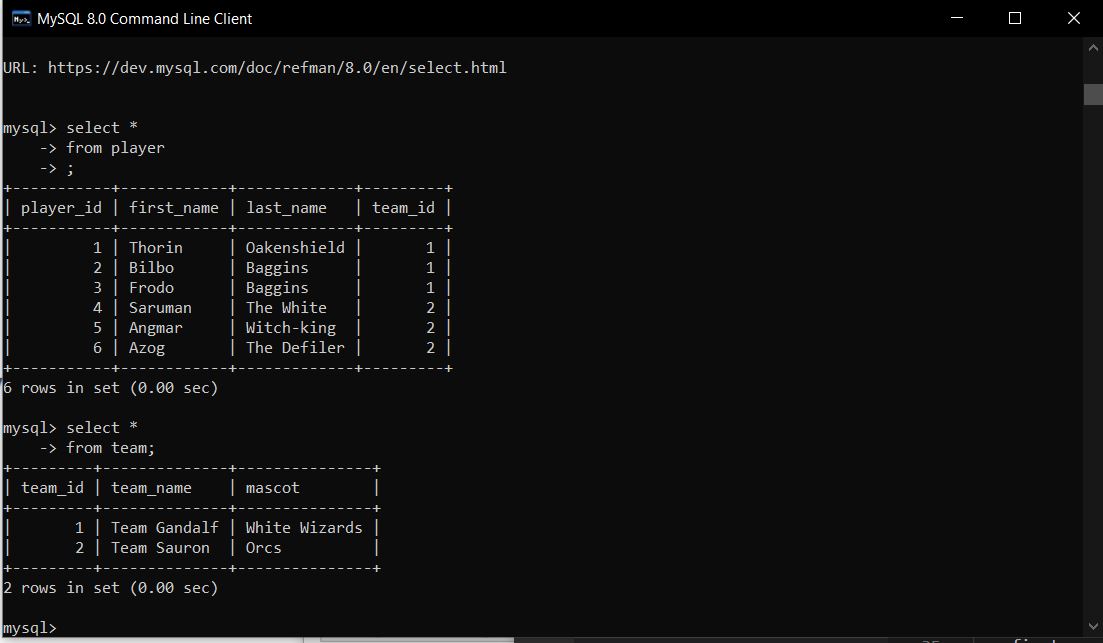 MySQL 8.0 Command Line Client
URL: https://dev.mysql.com/doc/refman/8.0/en/select.html
mysql> select *
    -> from player
    -> ;
+-----------+------------+-------------+---------+
| player_id | first_name | last_name   | team_id |
+-----------+------------+-------------+---------+
|         1 | Thorin     | Oakenshield |       1 |
|         2 | Bilbo      | Baggins     |       1 |
|         3 | Frodo      | Baggins     |       1 |
|         4 | Saruman    | The White   |       2 |
|         5 | Angmar     | Witch-king  |       2 |
|         6 | Azog       | The Defiler |       2 |
+-----------+------------+-------------+---------+
6 rows in set (0.00 sec)
mysql> select *
    -> from team;
+---------+--------------+---------------+
| team_id | team_name    | mascot        |
+---------+--------------+---------------+
|       1 | Team Gandalf | White Wizards |
|       2 | Team Sauron  | Orcs          |
+---------+--------------+---------------+
2 rows in set (0.00 sec)
mysql>